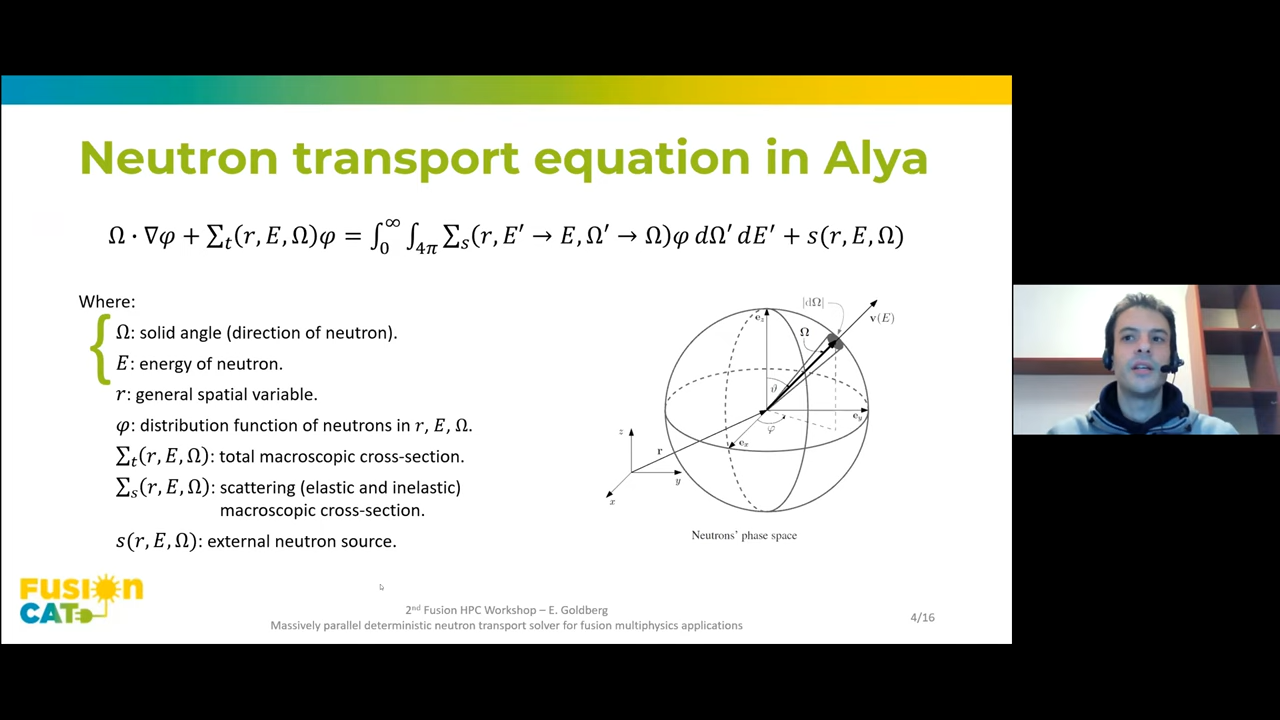 Neutron transport equation in Alya
Ω · ∇φ + ∑ₜ(r, E, Ω)φ = ∫₀^∞ ∫₄π ∑ₛ(r, E′ → E, Ω′ → Ω)φ dΩ′ dE′ + s(r, E, Ω)
Where:
Ω: solid angle (direction of neutron).
E: energy of neutron.
r: general spatial variable.
φ: distribution function of neutrons in r, E, Ω.
∑ₜ(r, E, Ω): total macroscopic cross-section.
∑ₛ(r, E, Ω): scattering (elastic and inelastic)
macroscopic cross-section.
s(r, E, Ω): external neutron source.
|dΩ|
v(E)
e_z
Ω
ϑ
e_y
φ
e_x
r
z
y
x
Neutrons' phase space
FUSION
CAT
2nd Fusion HPC Workshop – E. Goldberg
Massively parallel deterministic neutron transport solver for fusion multiphysics applications
4/16